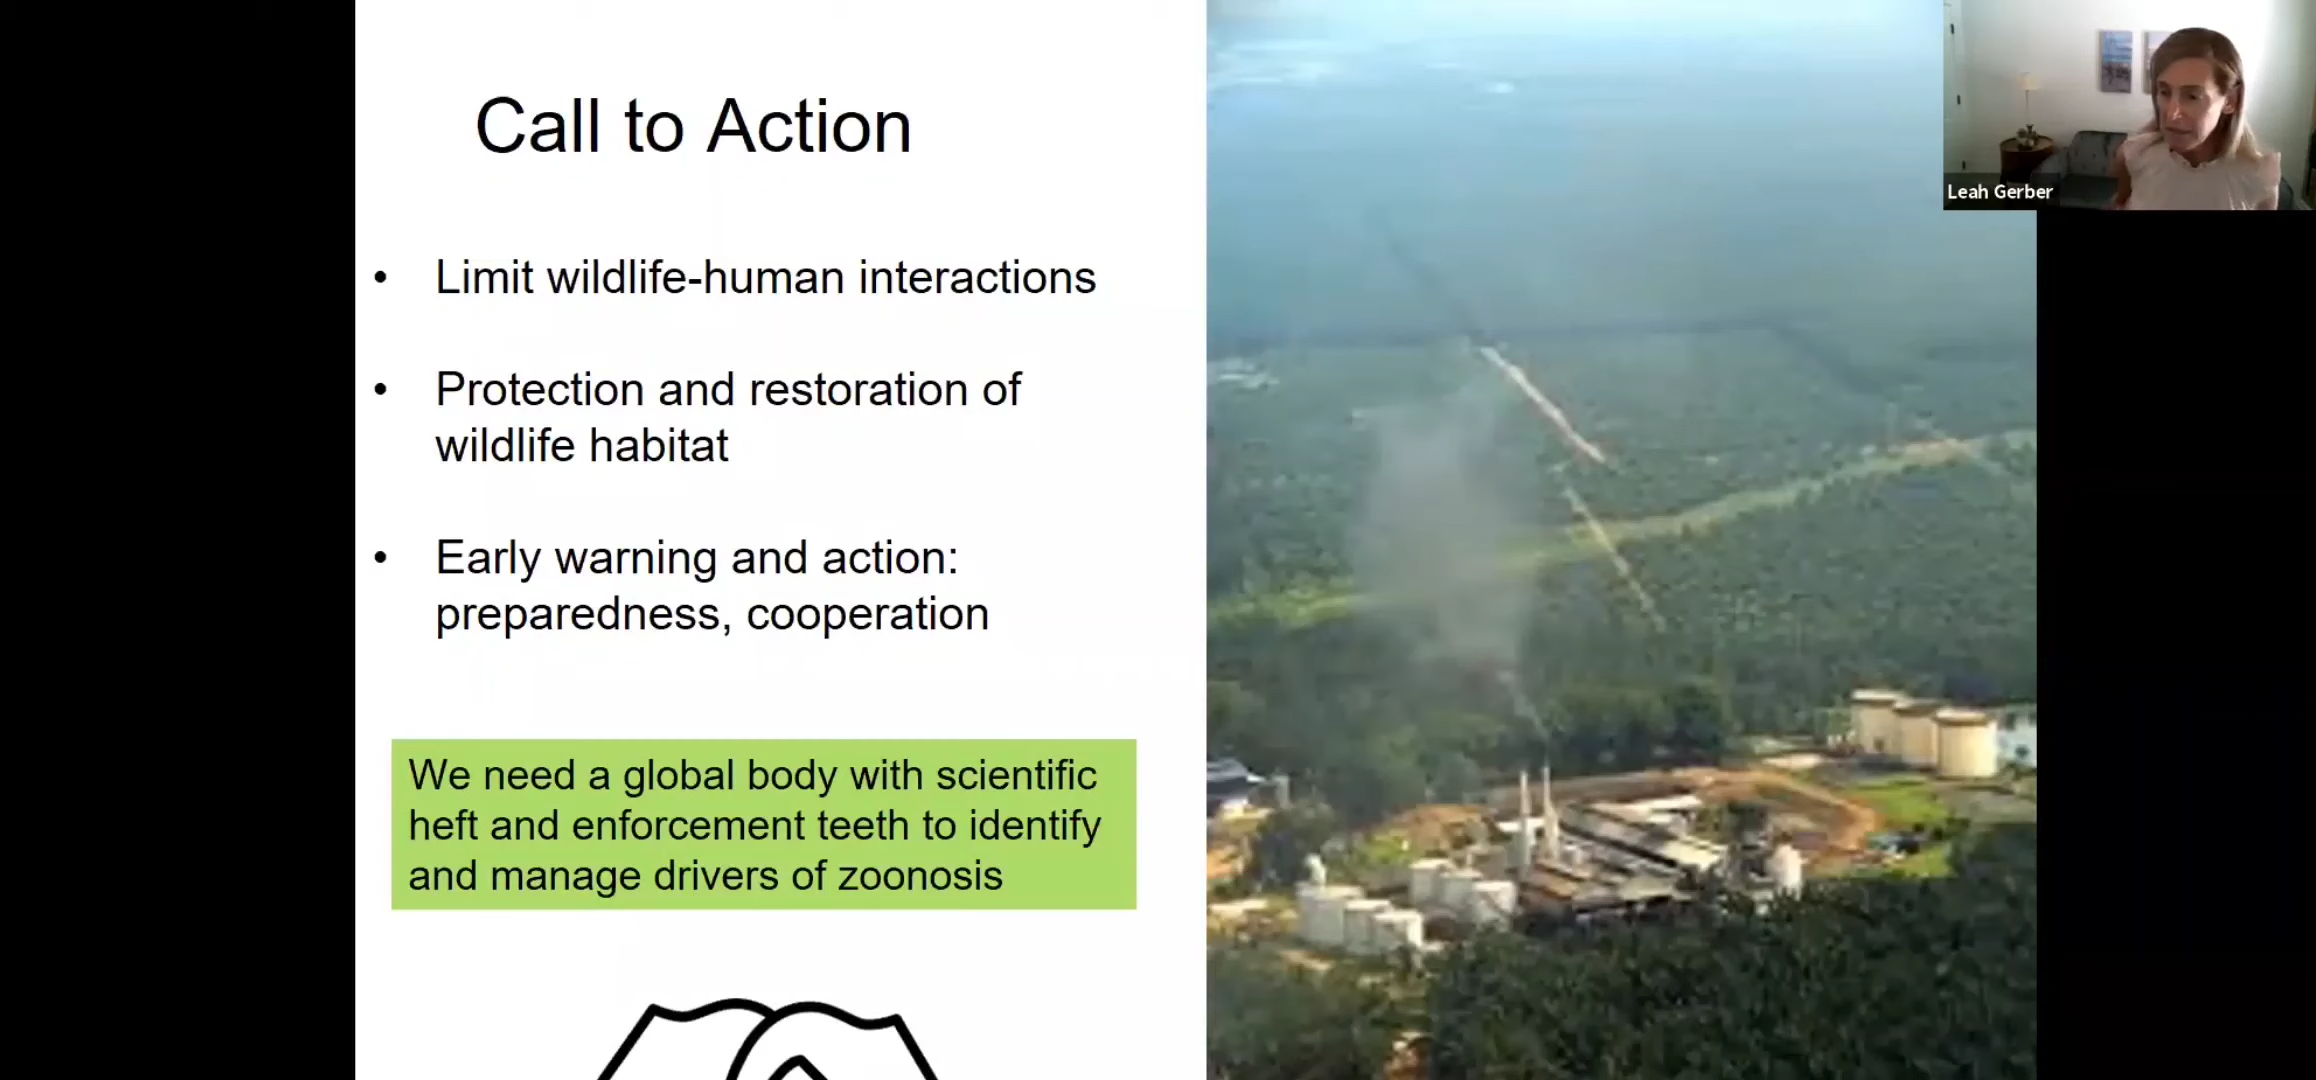 Call to Action
• Limit wildlife-human interactions
• Protection and restoration of
wildlife habitat
• Early warning and action:
preparedness, cooperation
We need a global body with scientific
heft and enforcement teeth to identify
and manage drivers of zoonosis
Leah Gerber